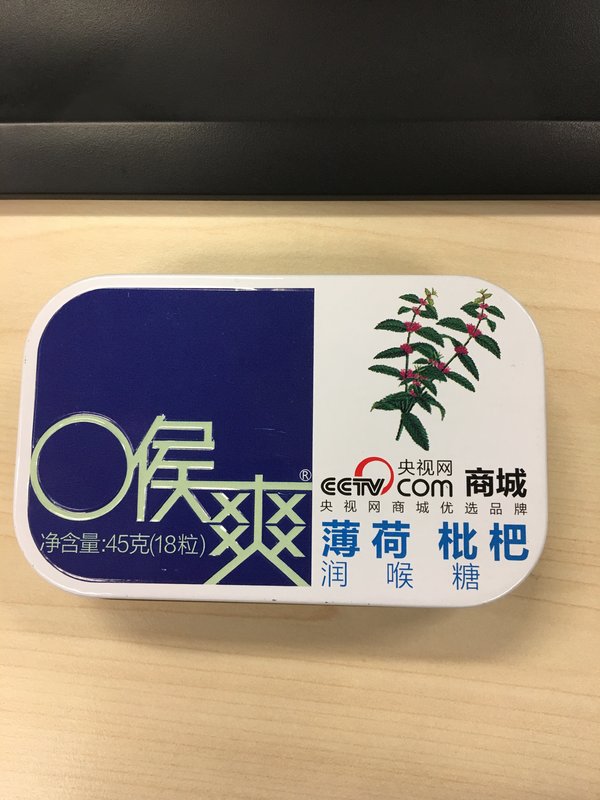 喉爽®
净含量:45克(18粒)
央视网
CCTV com 商城
央视网商城优选品牌
薄荷 枇杷
润喉糖